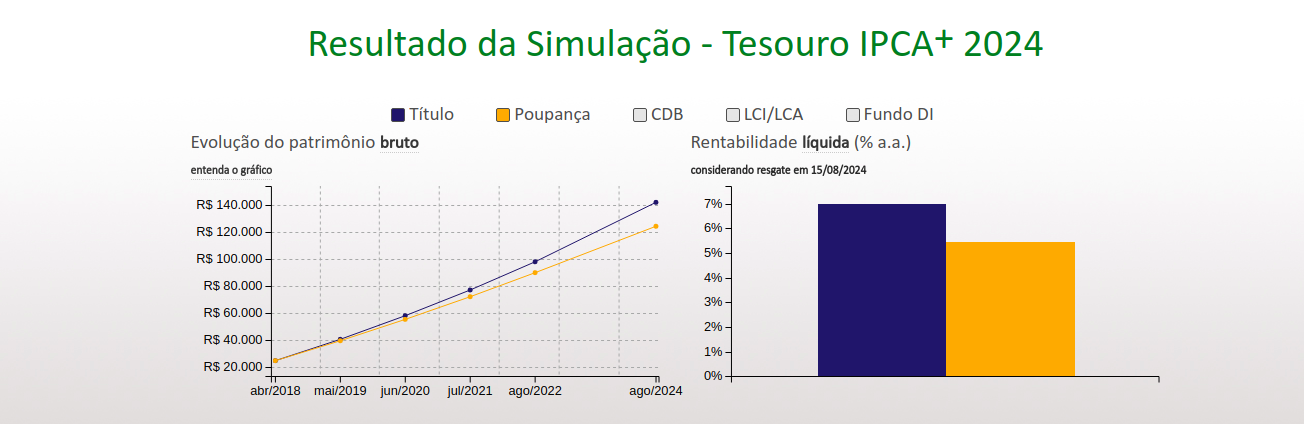 Resultado da Simulação - Tesouro IPCA+ 2024
Título Poupança CDB LCI/LCA Fundo DI
Evolução do patrimônio bruto
entenda o gráfico
R$ 140.000
R$ 120.000
R$ 100.000
R$ 80.000
R$ 60.000
R$ 40.000
R$ 20.000
abr/2018 mai/2019 jun/2020 jul/2021 ago/2022 ago/2024
Rentabilidade líquida (% a.a.)
considerando resgate em 15/08/2024
7%
6%
5%
4%
3%
2%
1%
0%